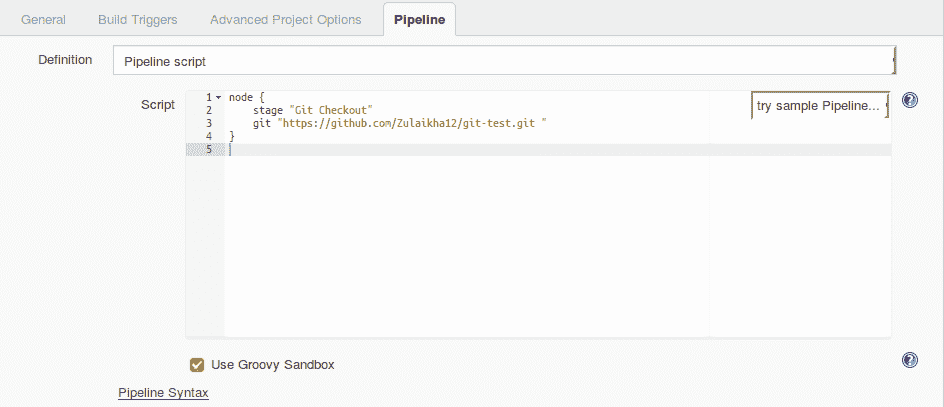 General Build Triggers Advanced Project Options Pipeline
Definition Pipeline script
Script 1 node { try sample Pipeline...
2 stage "Git Checkout"
3 git "https://github.com/Zulaikha12/git-test.git "
4 }
5
Use Groovy Sandbox
Pipeline Syntax